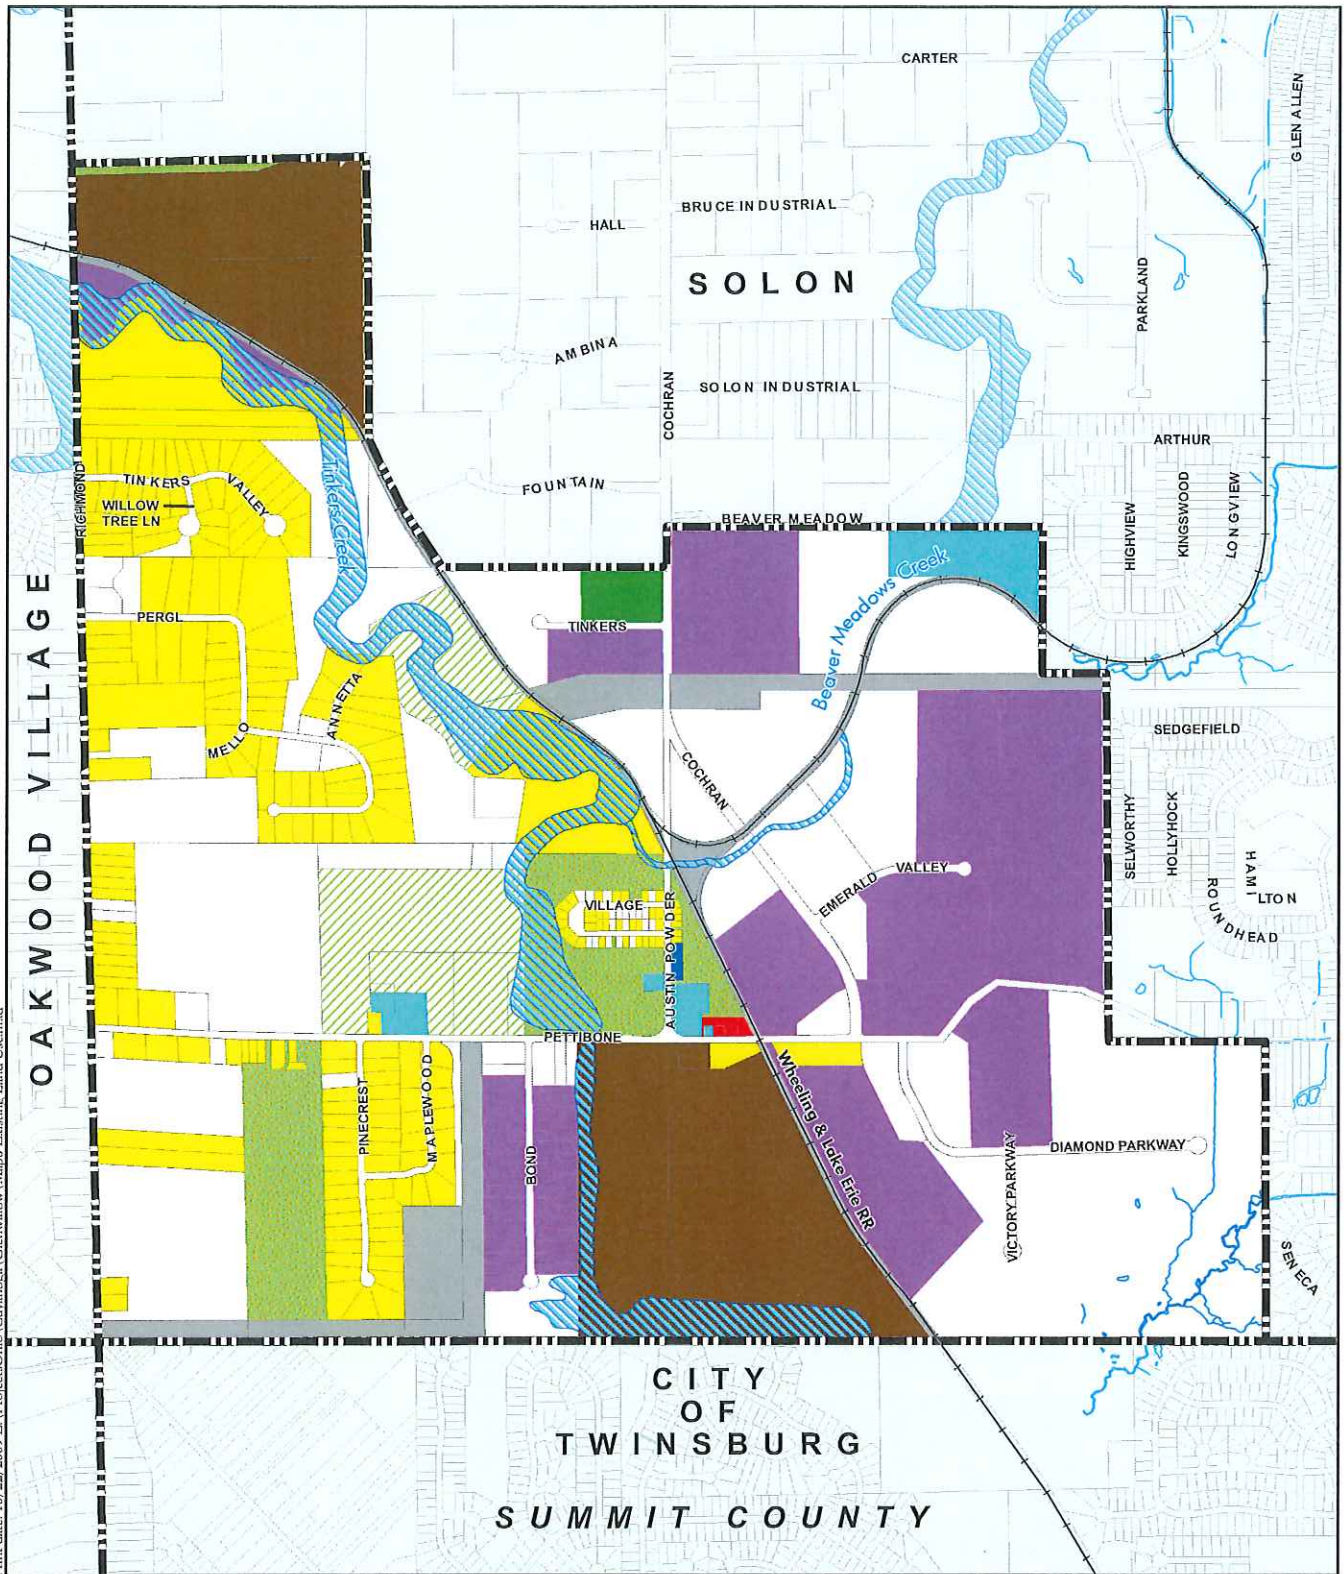 CARTER
GLEN ALLEN
BRUCE INDUSTRIAL
HALL
SOLON
PARKLAND
AMBINA
SOLON INDUSTRIAL
COCHRAN
ARTHUR
RICHMOND
TINKERS
VALLEY
WILLOW
TREE LN
Tinkers Creek
FOUNTAIN
BEAVER MEADOW
HIGHVIEW
KINGSWOOD
LONGVIEW
OAKWOOD VILLAGE
PERGL
TINKERS
Beaver Meadows Creek
ANNETTA
MELLO
SEDGEFIELD
COCHRAN
SELWORTHY
HOLLYHOCK
HAMILTON
ROUNDHEAD
EMERALD
VALLEY
VILLAGE
AUSTIN POWDER
PETTIBONE
PINECREST
MAPLEWOOD
BOND
Wheeling & Lake Erie RR
DIAMOND PARKWAY
VICTORY PARKWAY
SENECA
CITY
OF
TWINSBURG
SUMMIT COUNTY